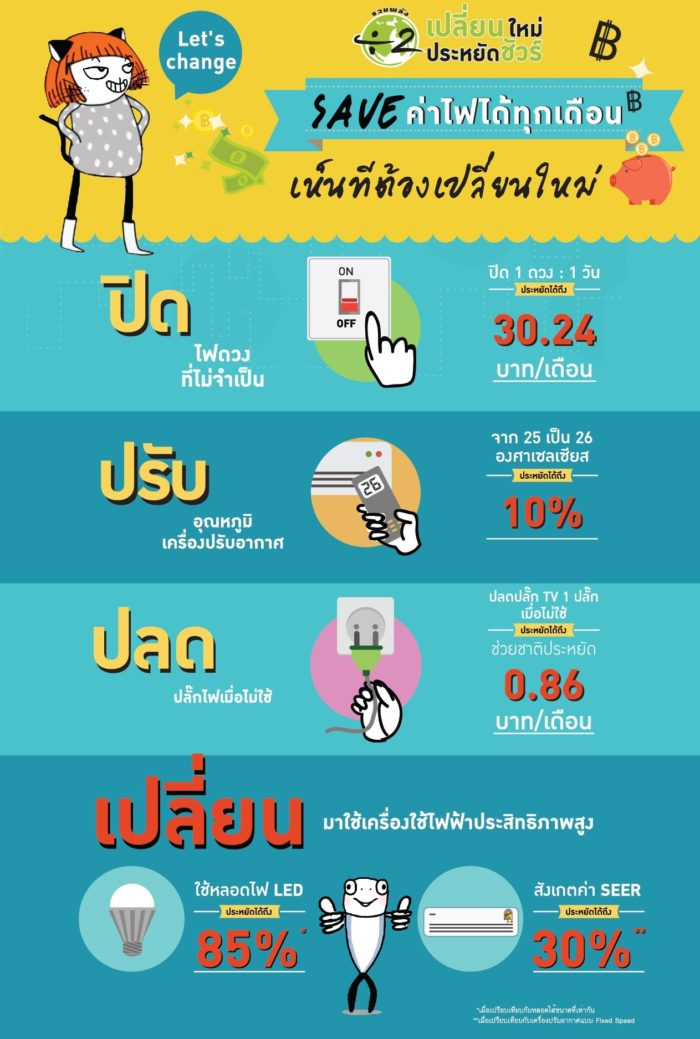 Let's
change
รวมพลัง
÷2
เปลี่ยนใหม่
ประหยัดชัวร์
SAVE ค่าไฟได้ทุกเดือน
เห็นทีต้องเปลี่ยนใหม่
ปิด
ไฟดวง
ที่ไม่จำเป็น
ON
OFF
ปิด 1 ดวง : 1 วัน
ประหยัดได้ถึง
30.24
บาท/เดือน
ปรับ
อุณหภูมิ
เครื่องปรับอากาศ
26
จาก 25 เป็น 26
องศาเซลเซียส
ประหยัดได้ถึง
10%
ปลด
ปลั๊กไฟเมื่อไม่ใช้
ปลดปลั๊ก TV 1 ปลั๊ก
เมื่อไม่ใช้
ประหยัดได้ถึง
ช่วยชาติประหยัด
0.86
บาท/เดือน
เปลี่ยน
มาใช้เครื่องใช้ไฟฟ้าประสิทธิภาพสูง
ใช้หลอดไฟ LED
ประหยัดได้ถึง
85%*
สังเกตค่า SEER
ประหยัดได้ถึง
30%**
*เมื่อเปรียบเทียบกับหลอดไส้ขนาดที่เท่ากัน
**เมื่อเปรียบเทียบกับเครื่องปรับอากาศแบบ Fixed Speed